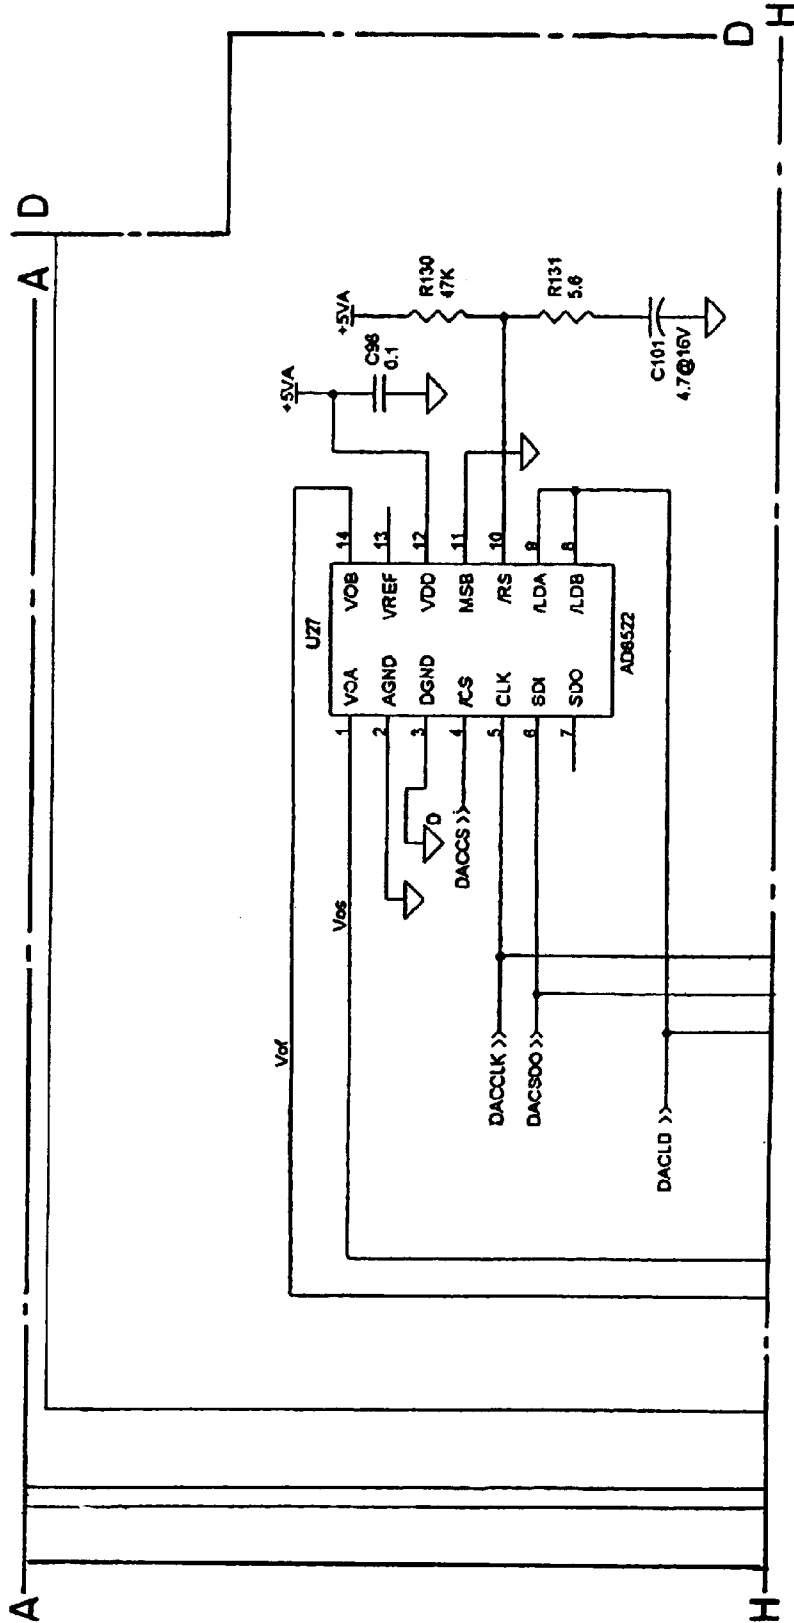 A
A
D
D
H
H
Vof
Vos
U27
1 VOA
2 AGND
3 DGND
4 /CS
5 CLK
6 SDI
7 SDO
VOB 14
VREF 13
VDD 12
MSB 11
/RS 10
/LDA 9
/LDB 8
AD8522
+5VA
C98
0.1
+5VA
R130
47K
R131
5.6
C101
4.7@16V
D
DACCS >>
DACCLK >>
DACSDO >>
DACLD >>